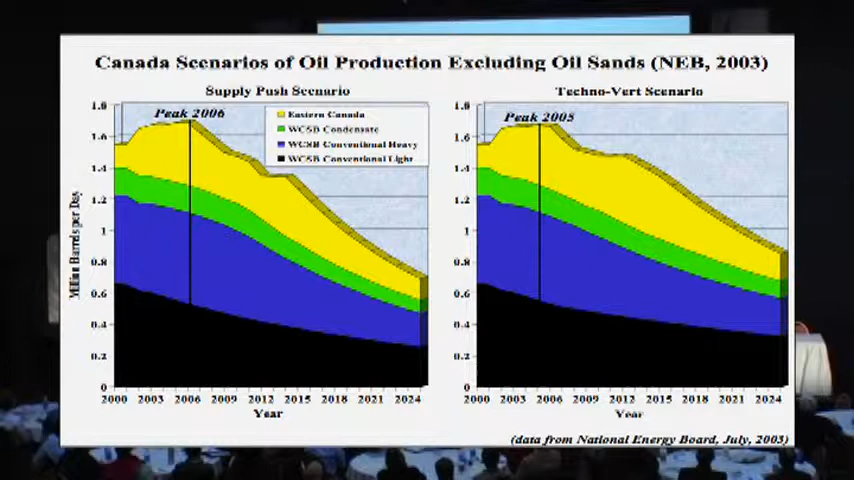 Canada Scenarios of Oil Production Excluding Oil Sands (NEB, 2003)
Supply Push Scenario
1.8
1.6
1.4
1.2
1
0.8
0.6
0.4
0.2
0
Million Barrels per Day
Peak 2006
Eastern Canada
WCSB Condensate
WCSB Conventional Heavy
WCSB Conventional Light
2000 2003 2006 2009 2012 2015 2018 2021 2024
Year
Techno-Vert Scenario
1.8
1.6
1.4
1.2
1
0.8
0.6
0.4
0.2
0
Peak 2005
2000 2003 2006 2009 2012 2015 2018 2021 2024
Year
(data from National Energy Board, July, 2003)